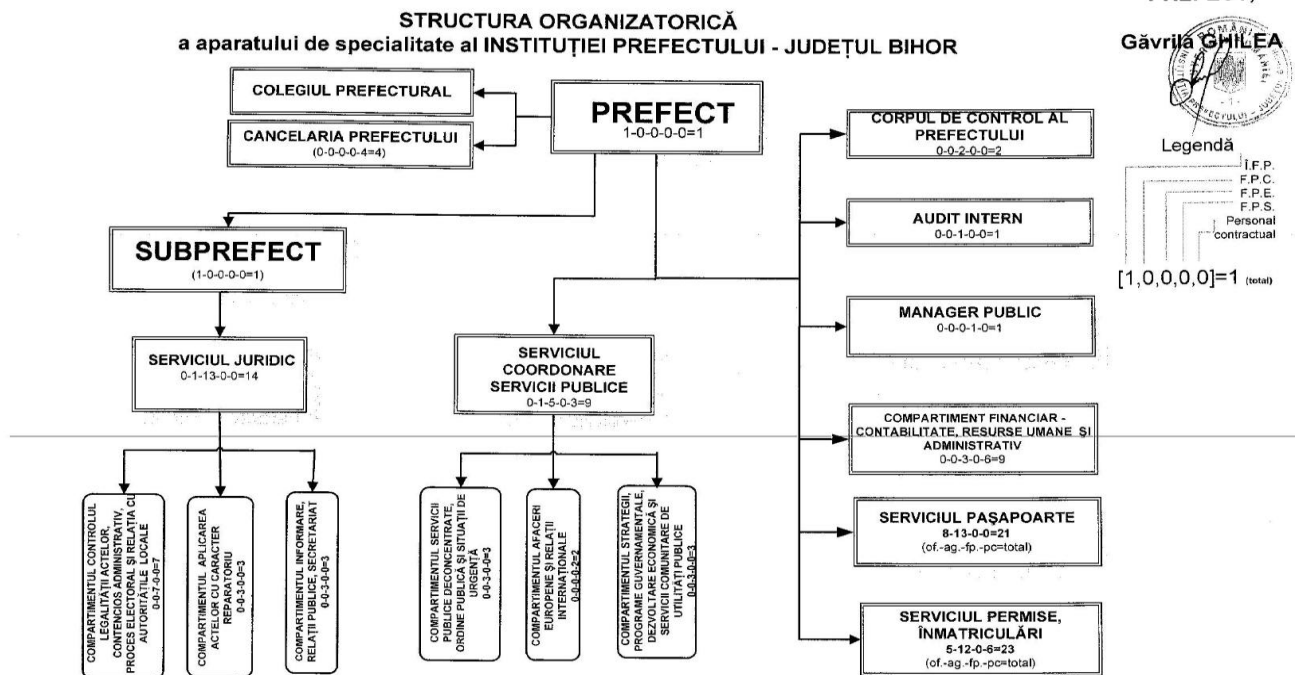 STRUCTURA ORGANIZATORICĂ
a aparatului de specialitate al INSTITUȚIEI PREFECTULUI - JUDEȚUL BIHOR
Găvrilă GHILEA
COLEGIUL PREFECTURAL
CANCELARIA PREFECTULUI
(0-0-0-0-4=4)
PREFECT
1-0-0-0-0=1
CORPUL DE CONTROL AL
PREFECTULUI
0-0-2-0-0=2
Legendă
Î.F.P.
F.P.C.
F.P.E.
F.P.S.
Personal
contractual
[1,0,0,0,0]=1 (total)
AUDIT INTERN
0-0-1-0-0=1
SUBPREFECT
(1-0-0-0-0=1)
MANAGER PUBLIC
0-0-0-1-0=1
SERVICIUL JURIDIC
0-1-13-0-0=14
SERVICIUL
COORDONARE
SERVICII PUBLICE
0-1-5-0-3=9
COMPARTIMENT FINANCIAR -
CONTABILITATE, RESURSE UMANE ȘI
ADMINISTRATIV
0-0-3-0-6=9
SERVICIUL PAȘAPOARTE
8-13-0-0=21
(of.-ag.-fp.-pc=total)
SERVICIUL PERMISE,
ÎNMATRICULĂRI
5-12-0-6=23
(of.-ag.-fp.-pc=total)
COMPARTIMENTUL CONTROLUL
LEGALITĂȚII ACTELOR,
CONTENCIOS ADMINISTRATIV,
PROCES ELECTORAL ȘI RELAȚIA CU
AUTORITĂȚILE LOCALE
0-0-7-0-0=7
COMPARTIMENTUL APLICAREA
ACTELOR CU CARACTER
REPARATORIU
0-0-3-0-0=3
COMPARTIMENTUL INFORMARE,
RELAȚII PUBLICE, SECRETARIAT
0-0-3-0-0=3
COMPARTIMENTUL SERVICII
PUBLICE DECONCENTRATE,
ORDINE PUBLICĂ ȘI SITUAȚII DE
URGENȚĂ
0-0-3-0-0=3
COMPARTIMENTUL AFACERI
EUROPENE ȘI RELAȚII
INTERNAȚIONALE
0-0-0-0-2=2
COMPARTIMENTUL STRATEGII,
PROGRAME GUVERNAMENTALE,
DEZVOLTARE ECONOMICĂ ȘI
SERVICII COMUNITARE DE
UTILITĂȚI PUBLICE
0-0-3-0-0=3